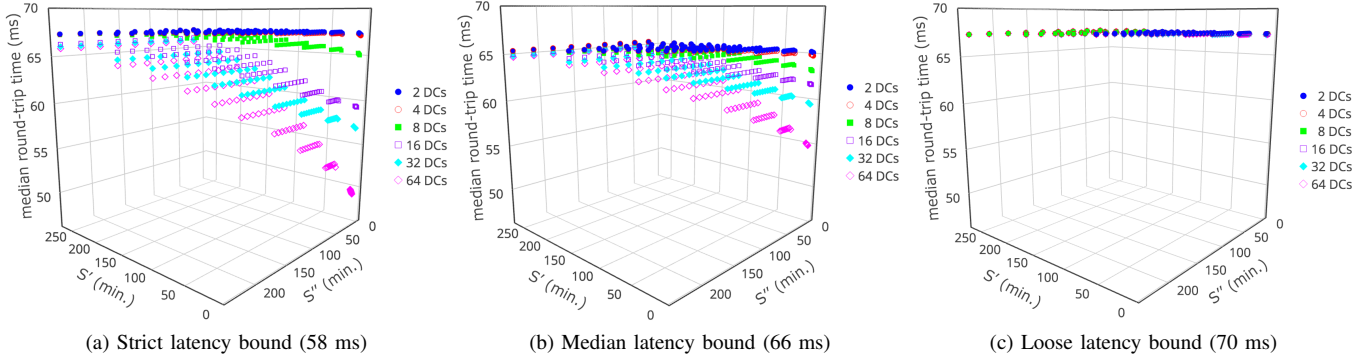 median round-trip time (ms)
70
65
60
55
50
250
200
150
100
50
0
S′ (min.)
200
150
100
50
0
S″ (min.)
2 DCs
4 DCs
8 DCs
16 DCs
32 DCs
64 DCs
(a) Strict latency bound (58 ms)
median round-trip time (ms)
70
65
60
55
50
250
200
150
100
50
0
S′ (min.)
200
150
100
50
0
S″ (min.)
2 DCs
4 DCs
8 DCs
16 DCs
32 DCs
64 DCs
(b) Median latency bound (66 ms)
median round-trip time (ms)
70
65
60
55
50
250
200
150
100
50
0
S′ (min.)
200
150
100
50
0
S″ (min.)
2 DCs
4 DCs
8 DCs
16 DCs
32 DCs
64 DCs
(c) Loose latency bound (70 ms)